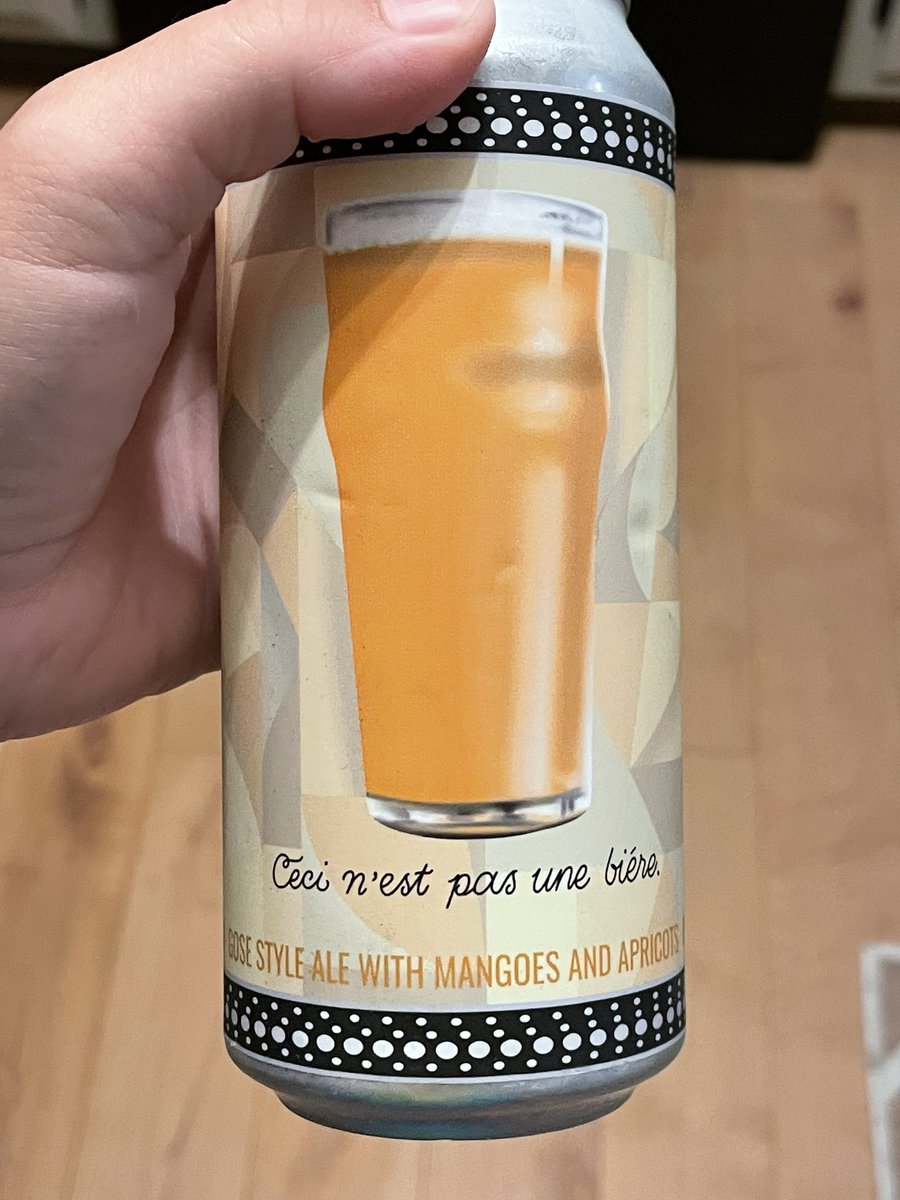 Ceci n'est pas une biére.
GOSE STYLE ALE WITH MANGOES AND APRICOTS